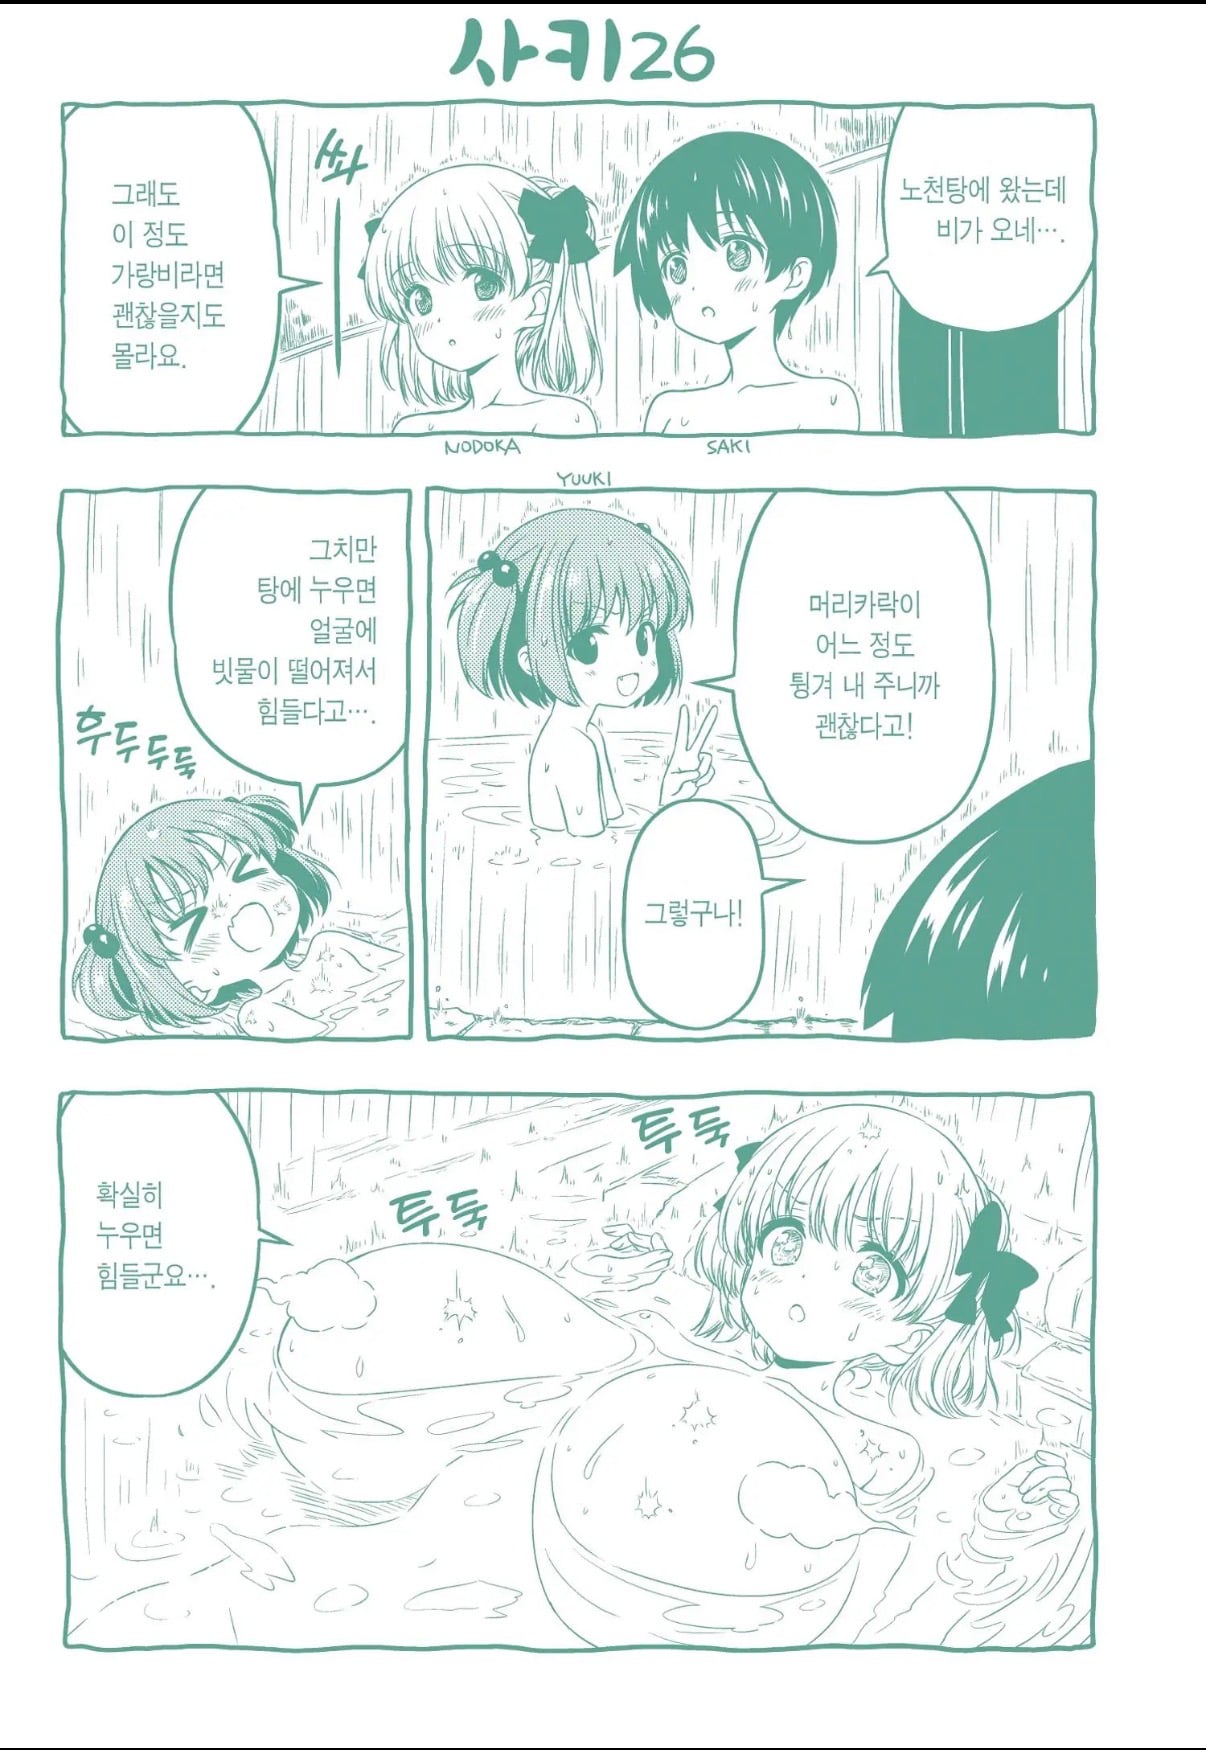 사키26
노천탕에 왔는데
비가 오네….
쏴
그래도
이 정도
가랑비라면
괜찮을지도
몰라요.
NODOKA
SAKI
YUUKI
머리카락이
어느 정도
튕겨 내 주니까
괜찮다고!
그렇구나!
그치만
탕에 누우면
얼굴에
빗물이 떨어져서
힘들다고….
후두두둑
투둑
투둑
확실히
누우면
힘들군요….